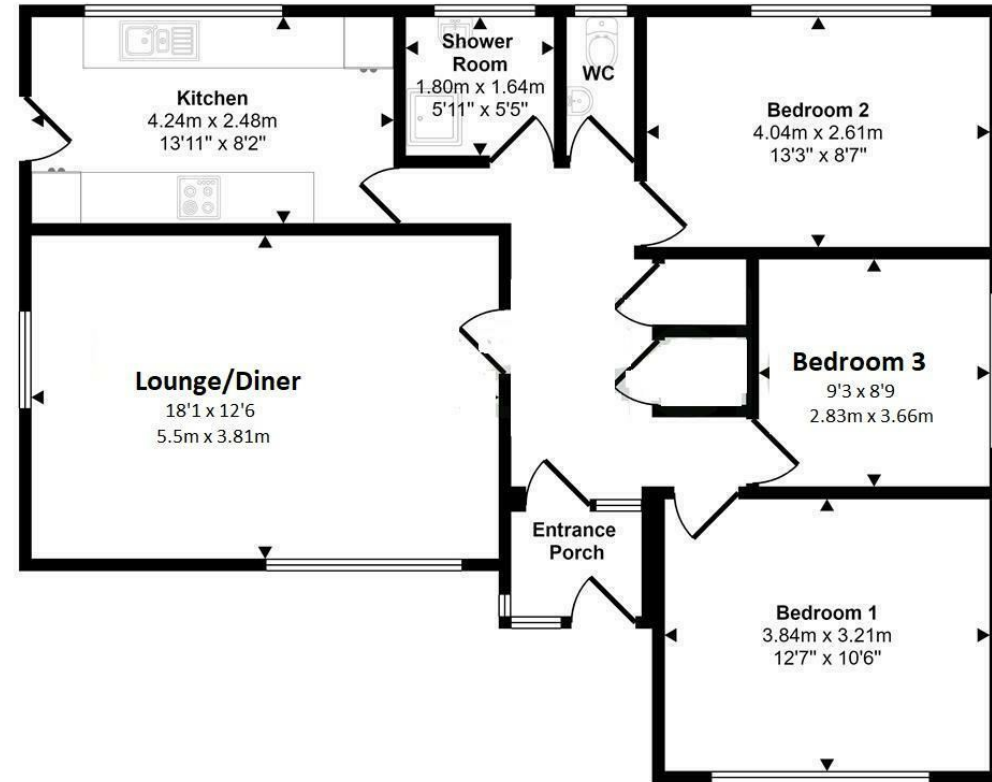 Kitchen
4.24m x 2.48m
13'11" x 8'2"
Shower
Room
1.80m x 1.64m
5'11" x 5'5"
WC
Bedroom 2
4.04m x 2.61m
13'3" x 8'7"
Lounge/Diner
18'1 x 12'6
5.5m x 3.81m
Bedroom 3
9'3 x 8'9
2.83m x 3.66m
Entrance
Porch
Bedroom 1
3.84m x 3.21m
12'7" x 10'6"